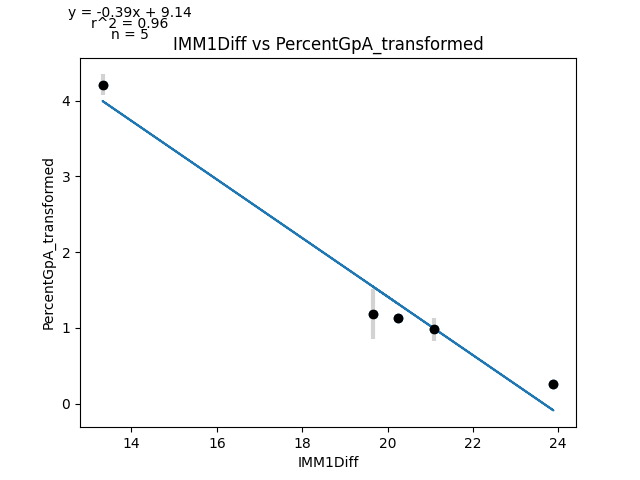 y = -0.39x + 9.14
r^2 = 0.96
n = 5
IMM1Diff vs PercentGpA_transformed
PercentGpA_transformed
4
3
2
1
0
14
16
18
20
22
24
IMM1Diff